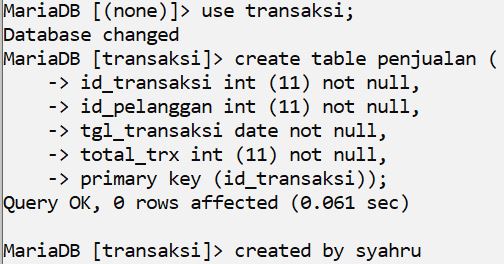 MariaDB [(none)]> use transaksi;
Database changed
MariaDB [transaksi]> create table penjualan (
    -> id_transaksi int (11) not null,
    -> id_pelanggan int (11) not null,
    -> tgl_transaksi date not null,
    -> total_trx int (11) not null,
    -> primary key (id_transaksi));
Query OK, 0 rows affected (0.061 sec)

MariaDB [transaksi]> created by syahru